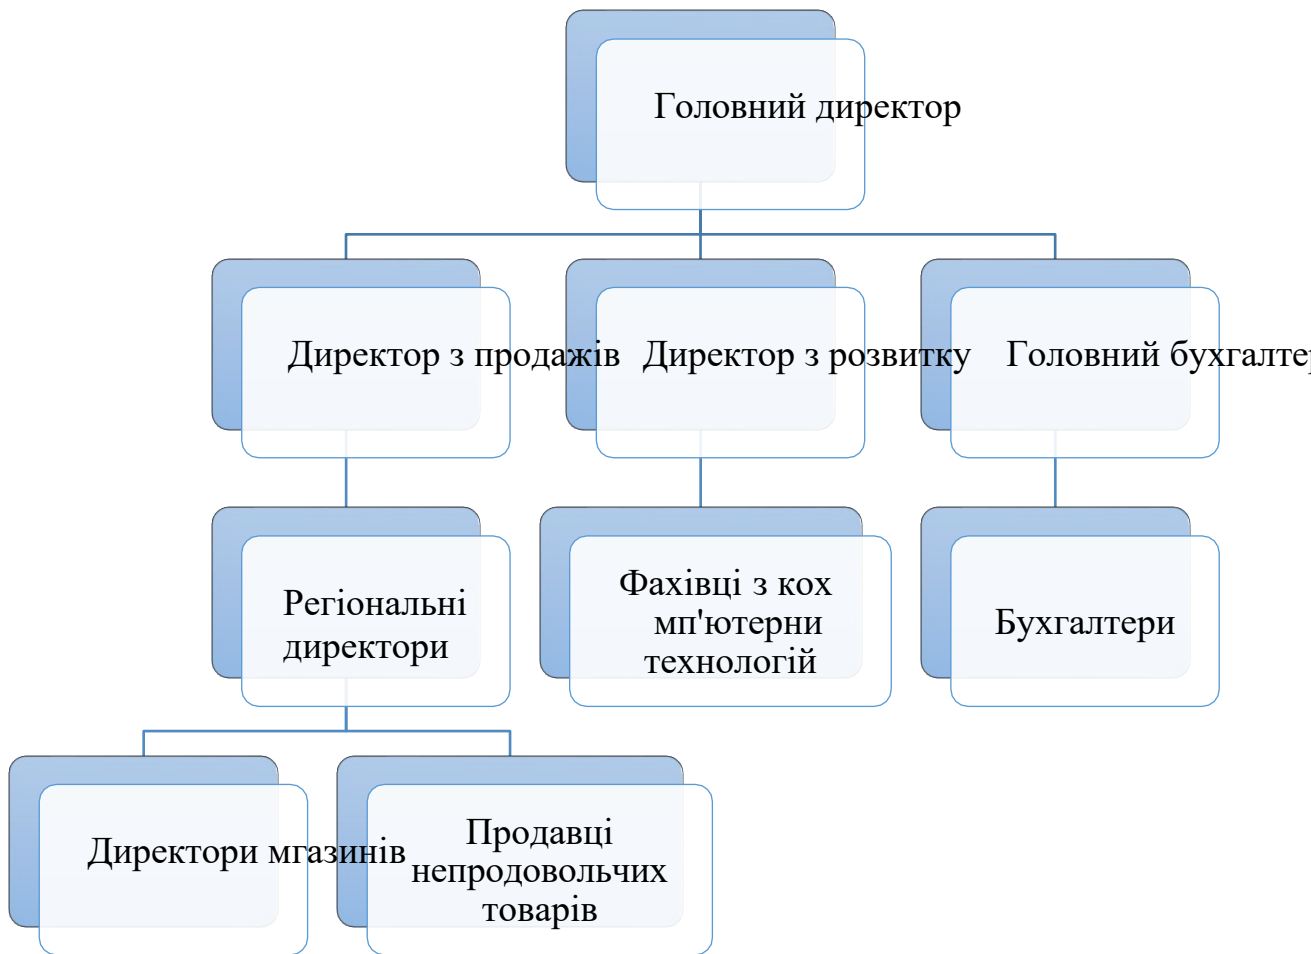 Головний директор
Директор з продажів
Директор з розвитку
Головний бухгалтер
Регіональні
директори
Фахівці з кох
мп'ютерни
технологій
Бухгалтери
Директори мгазинів
Продавці
непродовольчих
товарів